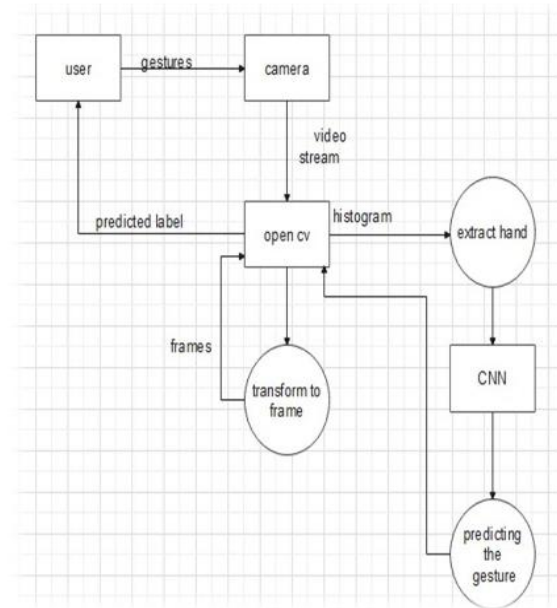 user
gestures
camera
video
stream
predicted label
open cv
histogram
extract hand
frames
transform to
frame
CNN
predicting
the
gesture